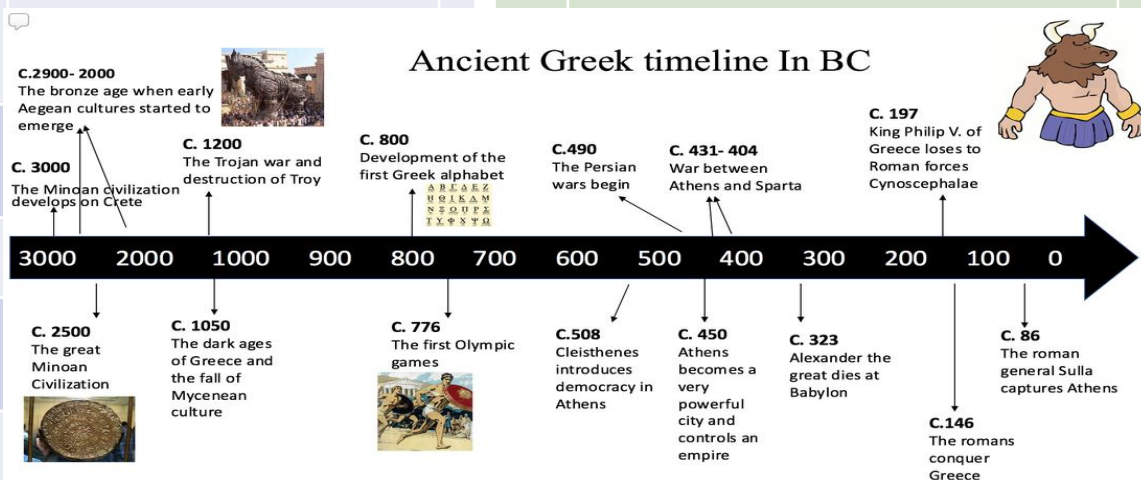 Ancient Greek timeline In BC
C.2900- 2000
The bronze age when early
Aegean cultures started to
emerge
C. 3000
The Minoan civilization
develops on Crete
C. 1200
The Trojan war and
destruction of Troy
C. 800
Development of the
first Greek alphabet
Α Β Γ Δ Ε Ζ
Η Θ Ι Κ Λ Μ
Ν Ξ Ο Π Ρ Σ
Τ Υ Φ Χ Ψ Ω
C.490
The Persian
wars begin
C. 431- 404
War between
Athens and Sparta
C. 197
King Philip V. of
Greece loses to
Roman forces
Cynoscephalae
3000 2000 1000 900 800 700 600 500 400 300 200 100 0
C. 2500
The great
Minoan
Civilization
C. 1050
The dark ages
of Greece and
the fall of
Mycenean
culture
C. 776
The first Olympic
games
C.508
Cleisthenes
introduces
democracy in
Athens
C. 450
Athens
becomes a
very
powerful
city and
controls an
empire
C. 323
Alexander the
great dies at
Babylon
C.146
The romans
conquer
Greece
C. 86
The roman
general Sulla
captures Athens